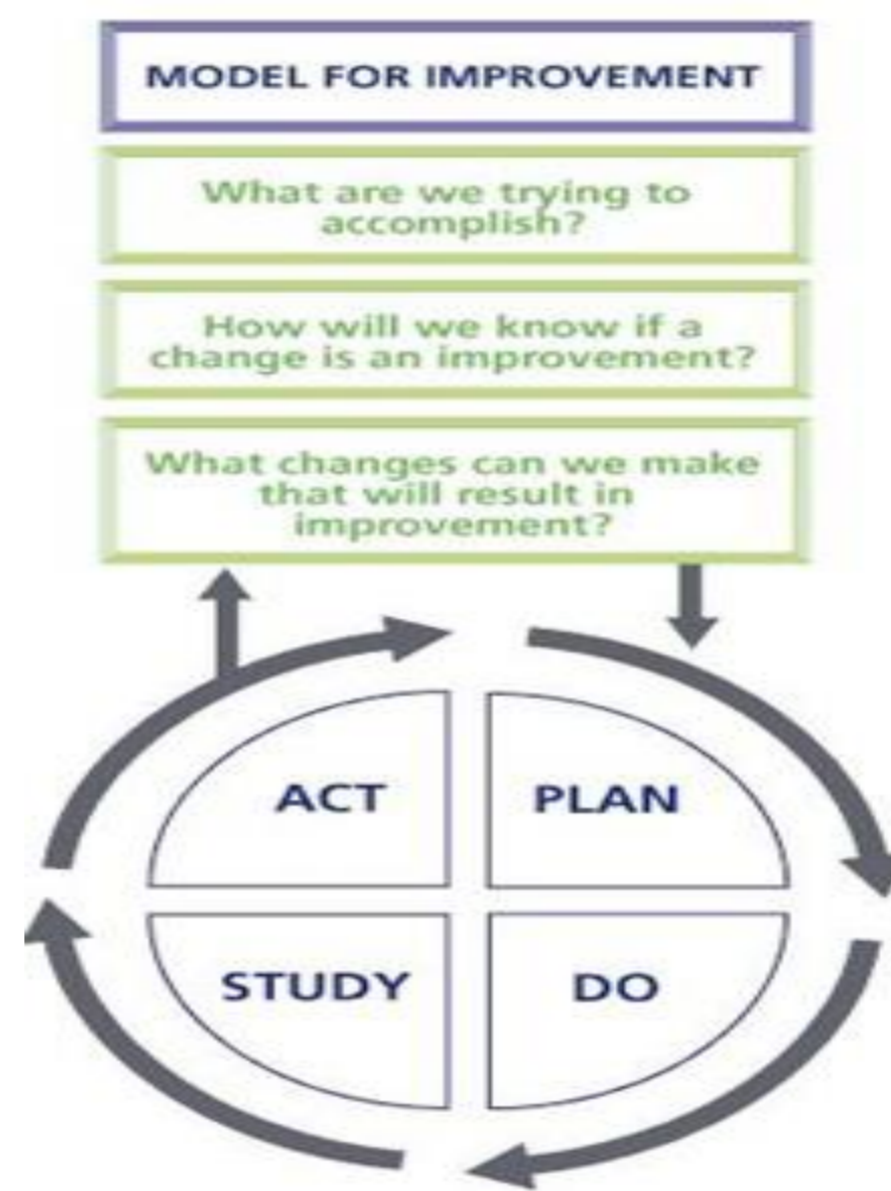 MODEL FOR IMPROVEMENT
What are we trying to
accomplish?
How will we know if a
change is an improvement?
What changes can we make
that will result in
improvement?
ACT
PLAN
STUDY
DO